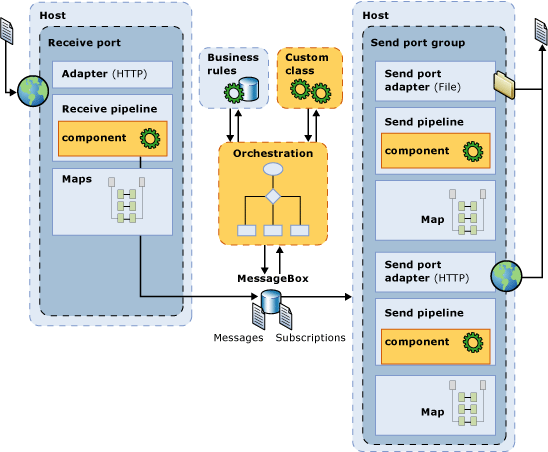 Host
Receive port
Adapter (HTTP)
Receive pipeline
component
Maps
Business
rules
Custom
class
Orchestration
MessageBox
Messages
Subscriptions
Host
Send port group
Send port
adapter (File)
Send pipeline
component
Map
Send port
adapter (HTTP)
Send pipeline
component
Map